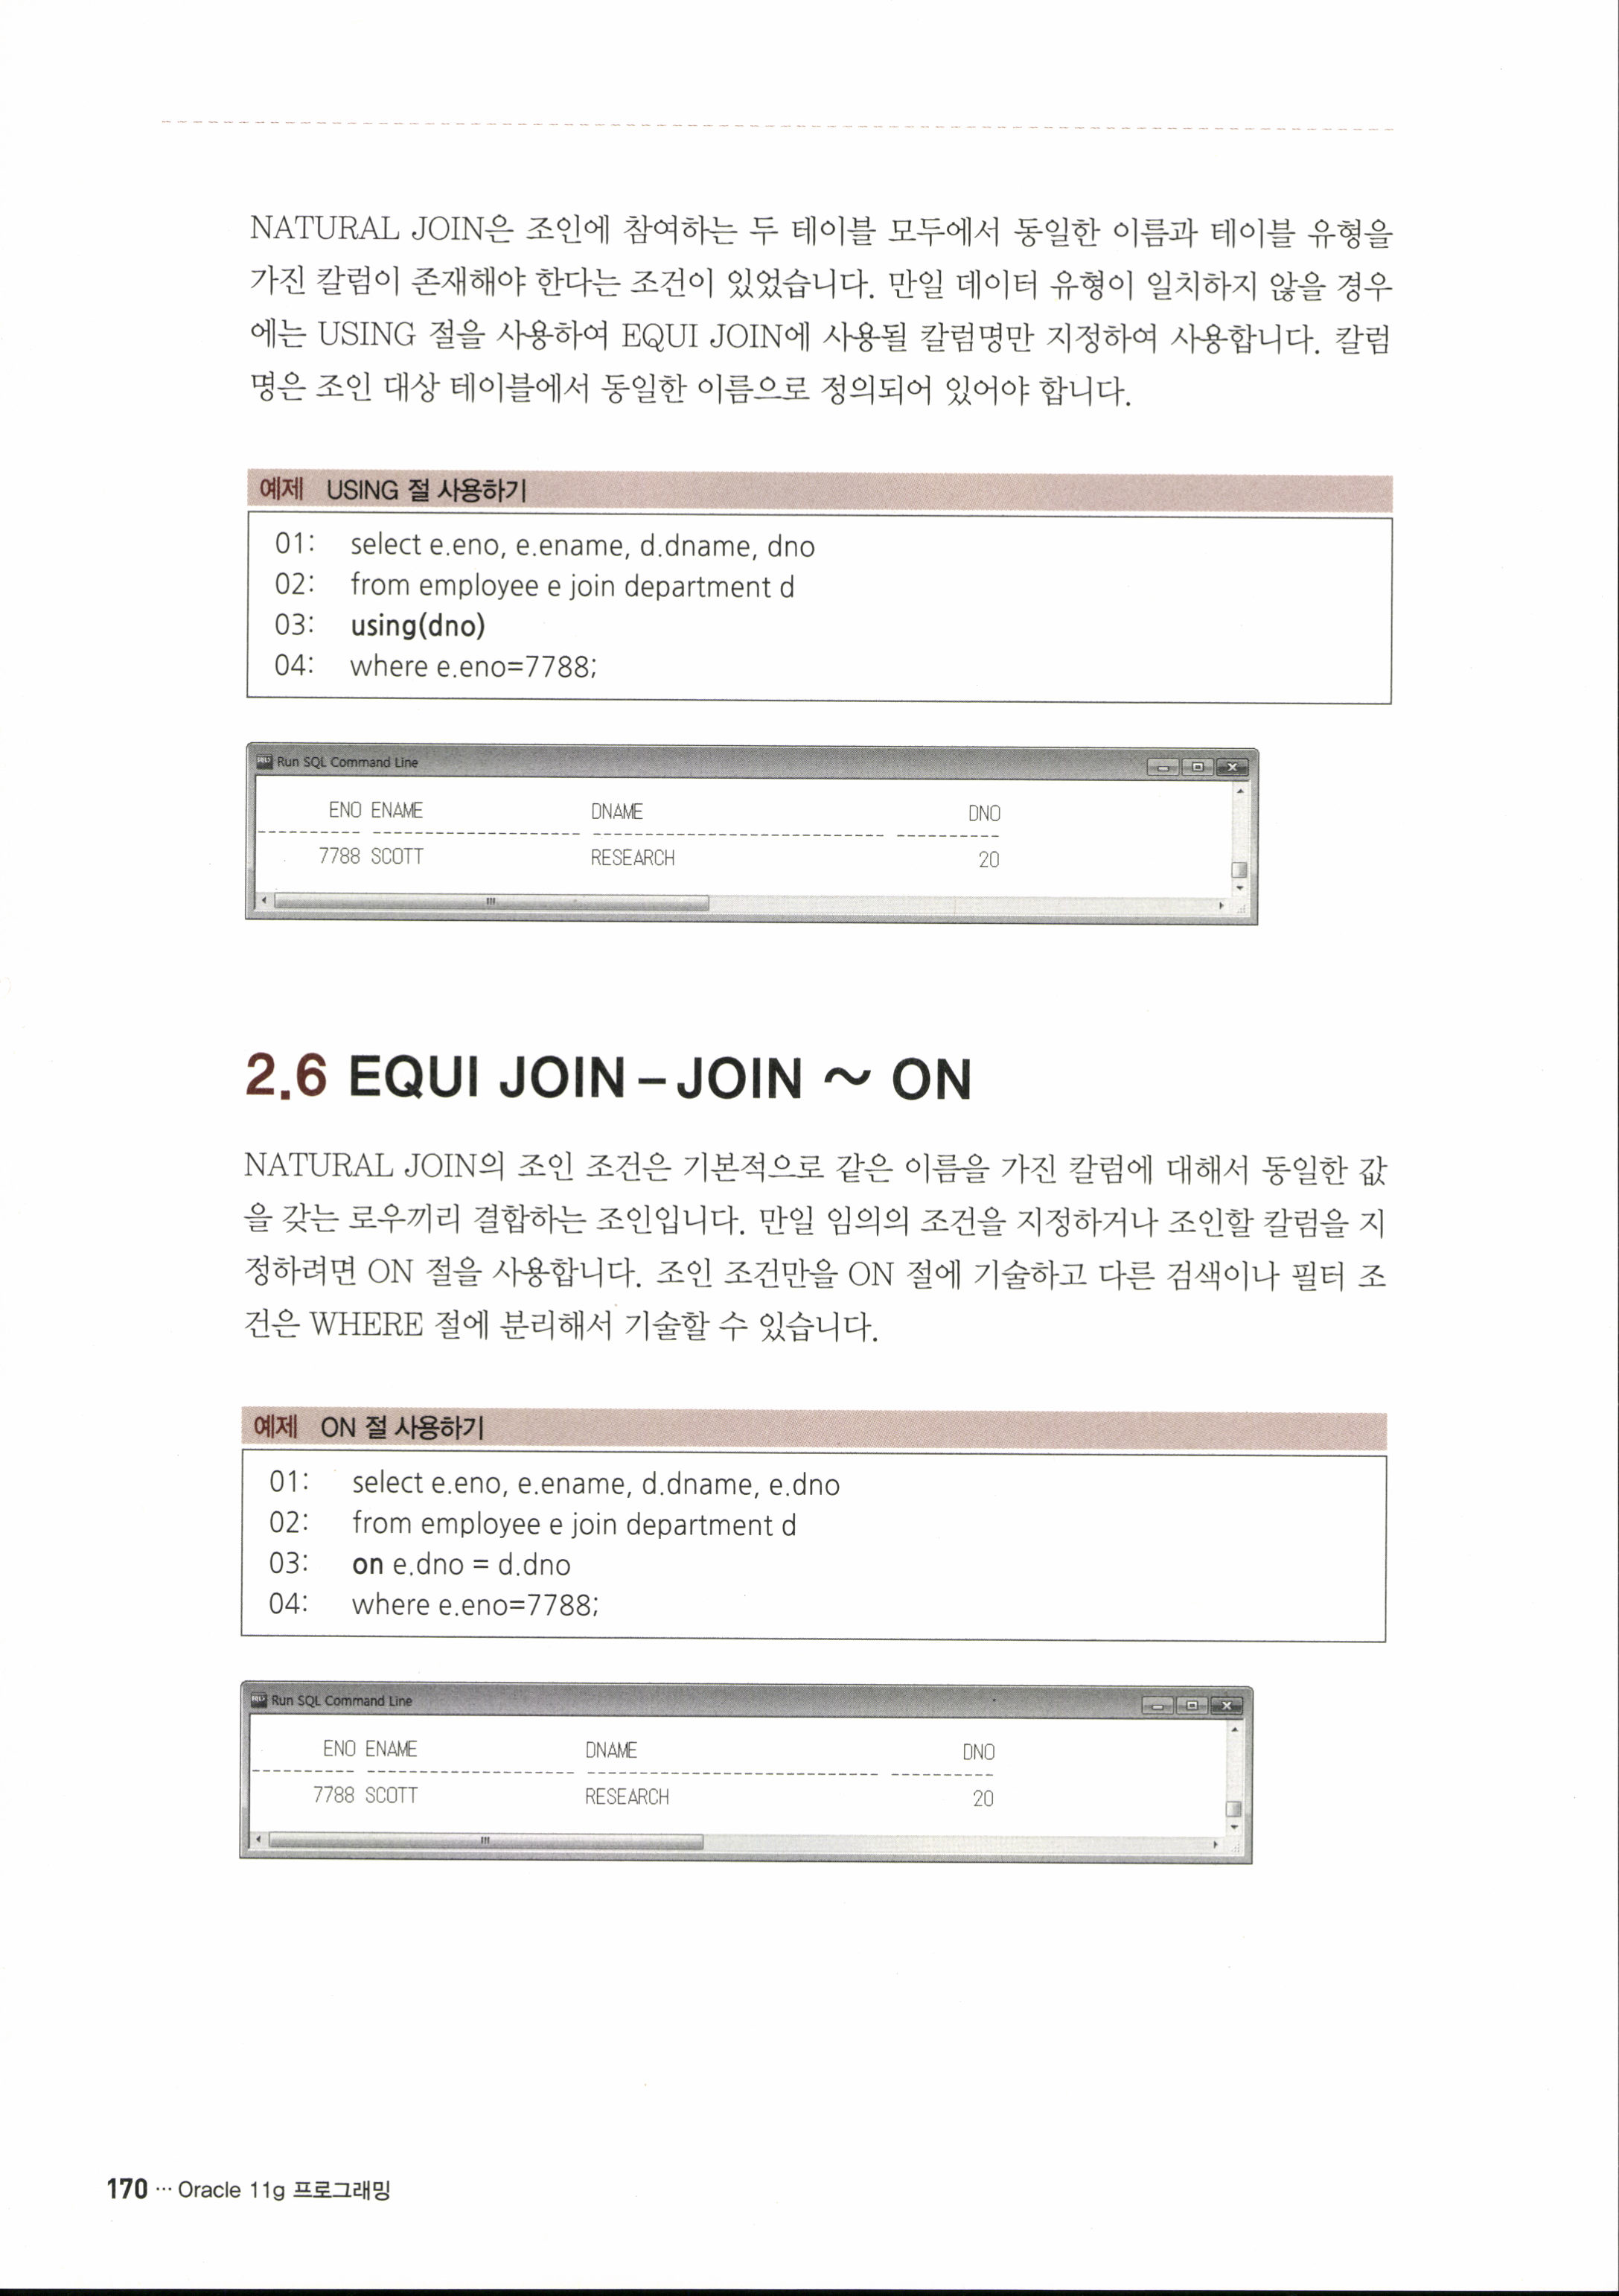 NATURAL JOIN은 조인에 참여하는 두 테이블 모두에서 동일한 이름과 테이블 유형을
가진 칼럼이 존재해야 한다는 조건이 있었습니다. 만일 데이터 유형이 일치하지 않을 경우
에는 USING 절을 사용하여 EQUI JOIN에 사용될 칼럼명만 지정하여 사용합니다. 칼럼
명은 조인 대상 테이블에서 동일한 이름으로 정의되어 있어야 합니다.
예제 USING 절 사용하기
01: select e.eno, e.ename, d.dname, dno
02: from employee e join department d
03: using(dno)
04: where e.eno=7788;
Run SQL Command Line
ENO ENAME DNAME DNO
---------- -------------------- ---------------------------- ----------
7788 SCOTT RESEARCH 20
2.6 EQUI JOIN – JOIN ~ ON
NATURAL JOIN의 조인 조건은 기본적으로 같은 이름을 가진 칼럼에 대해서 동일한 값
을 갖는 로우끼리 결합하는 조인입니다. 만일 임의의 조건을 지정하거나 조인할 칼럼을 지
정하려면 ON 절을 사용합니다. 조인 조건만을 ON 절에 기술하고 다른 검색이나 필터 조
건은 WHERE 절에 분리해서 기술할 수 있습니다.
예제 ON 절 사용하기
01: select e.eno, e.ename, d.dname, e.dno
02: from employee e join department d
03: on e.dno = d.dno
04: where e.eno=7788;
Run SQL Command Line
ENO ENAME DNAME DNO
---------- -------------------- ---------------------------- ----------
7788 SCOTT RESEARCH 20
170 ··· Oracle 11g 프로그래밍